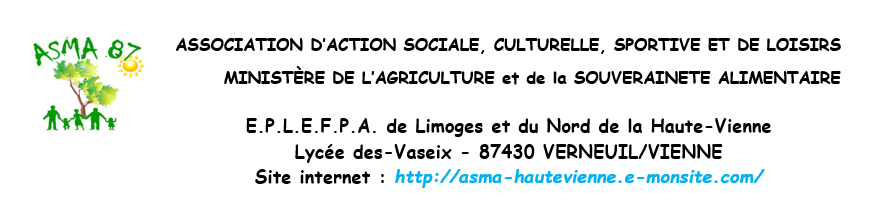 ASMA 87
ASSOCIATION D'ACTION SOCIALE, CULTURELLE, SPORTIVE ET DE LOISIRS
MINISTÈRE DE L'AGRICULTURE et de la SOUVERAINETE ALIMENTAIRE
E.P.L.E.F.P.A. de Limoges et du Nord de la Haute-Vienne
Lycée des-Vaseix - 87430 VERNEUIL/VIENNE
Site internet : http://asma-hautevienne.e-monsite.com/